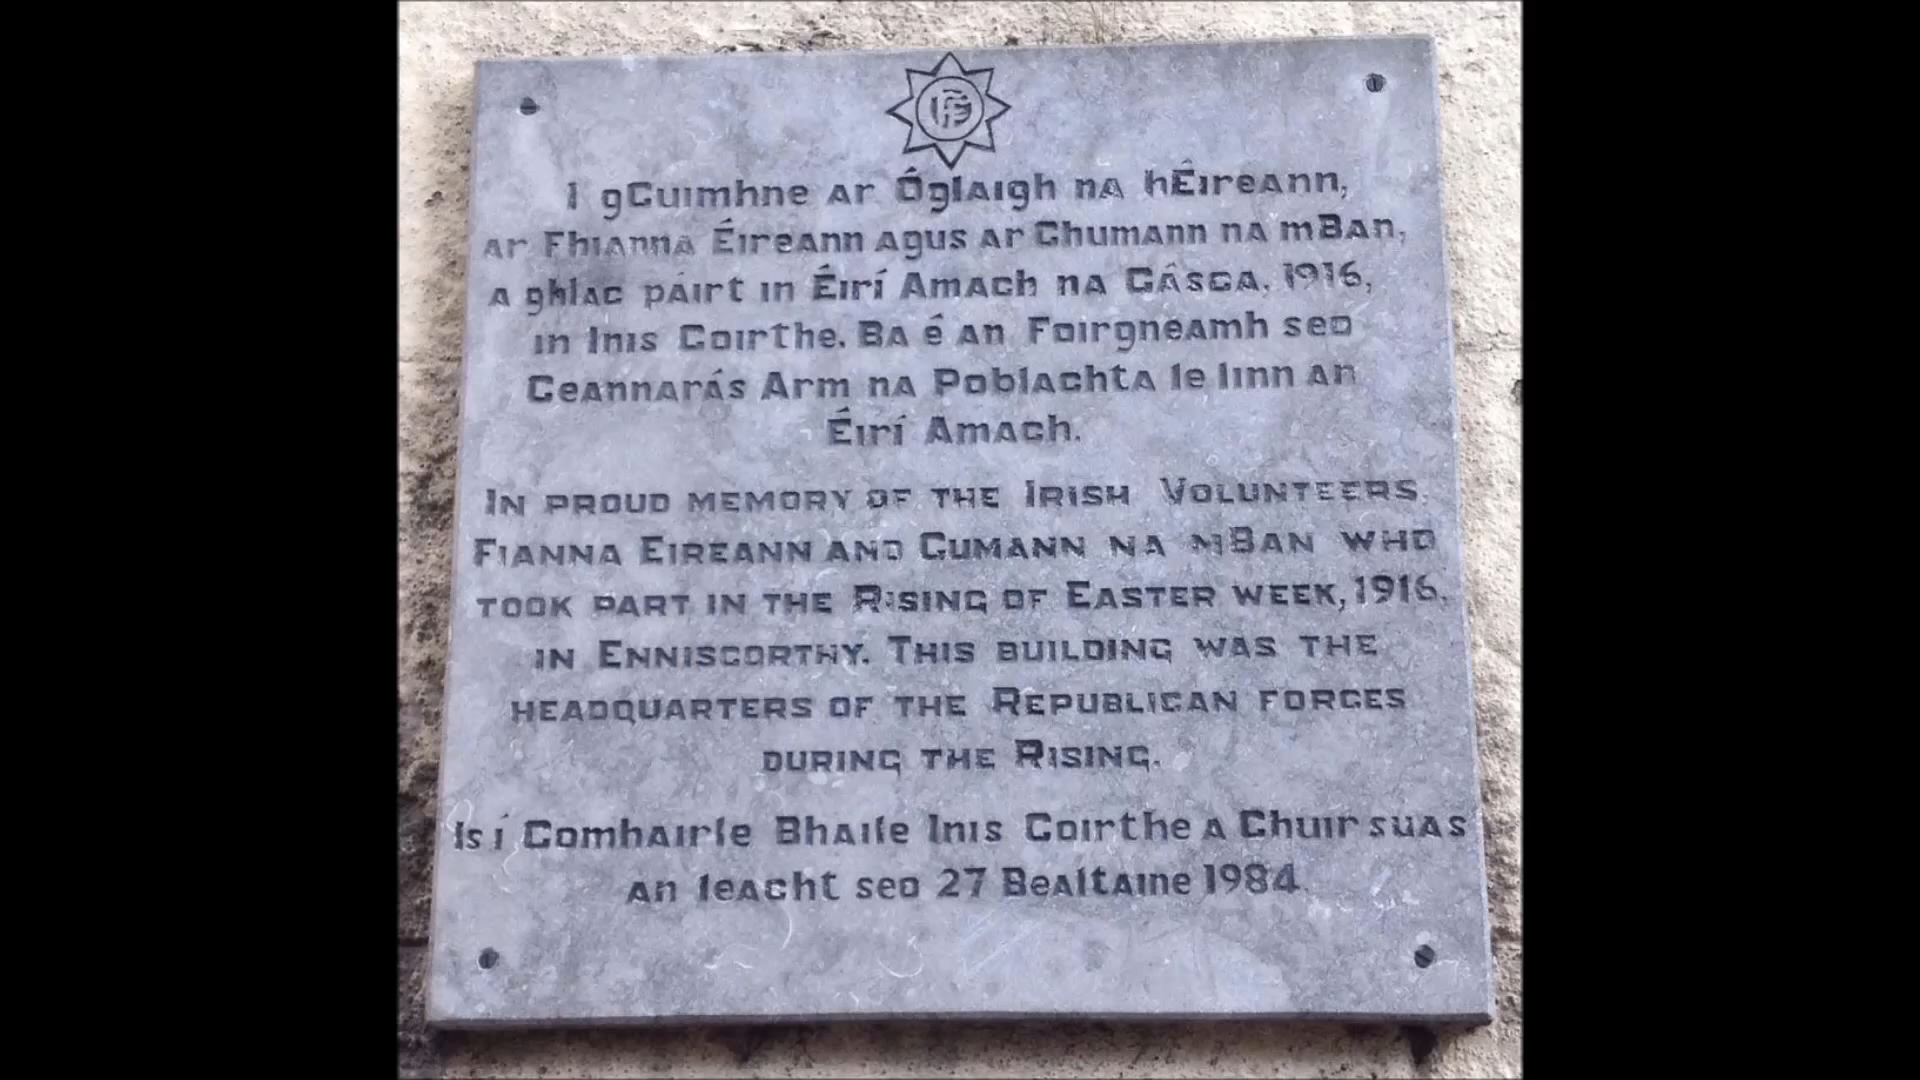 I gCuimhne ar Óglaigh na hÉireann,
ar Fhianna Éireann agus ar Chumann na mBan,
a ghlac páirt in Éirí Amach na Cásca, 1916,
in Inis Coirthe. Ba é an Foirgneamh seo
Ceannarás Arm na Poblachta le linn an
Éirí Amach.
In proud memory of the Irish Volunteers,
Fianna Eireann and Cumann na mBan who
took part in the Rising of Easter week, 1916,
in Enniscorthy. This building was the
headquarters of the Republican forces
during the Rising.
Is í Comhairle Bhaile Inis Coirthe a Chuir suas
an leacht seo 27 Bealtaine 1984.